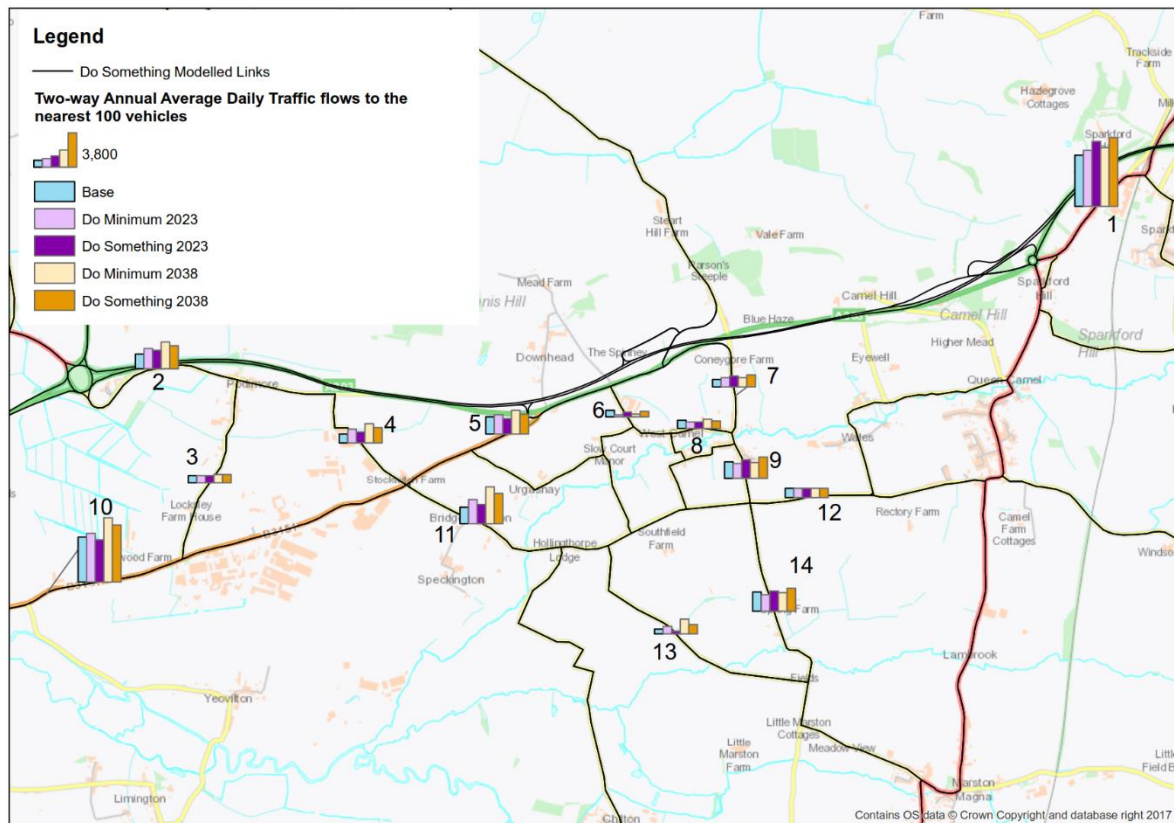 Legend
Do Something Modelled Links
Two-way Annual Average Daily Traffic flows to the
nearest 100 vehicles
3,800
Base
Do Minimum 2023
Do Something 2023
Do Minimum 2038
Do Something 2038
Farm
Trackside
Farm
Hazlegrove
Cottages
Sparkford
1
Steart
Hill Farm
Vale Farm
Parson's
Steeple
Mead Farm
Camel Hill
Sparkford
Hill
Camel Hill
Sparkford
Hill
Blue Haze
Higher Mead
The Spinney
Downhead
Coneygore Farm
Eyewell
2
Podimore
7
Queen Camel
6
4
5
8
West Camel
Slow Court
Manor
Wales
9
3
Stockwitch Farm
Urgashay
Locksley
Farm House
12
Rectory Farm
10
11
Southfield
Farm
Camel
Farm
Cottages
B3151
wood Farm
Hollingthorpe
Lodge
Speckington
14
13
Lambrook
Fields
Yeovilton
Little Marston
Cottages
Meadow View
Little
Marston
Farm
Marston
Magna
Little
Limington
Chilton
Contains OS data © Crown Copyright and database right 2017